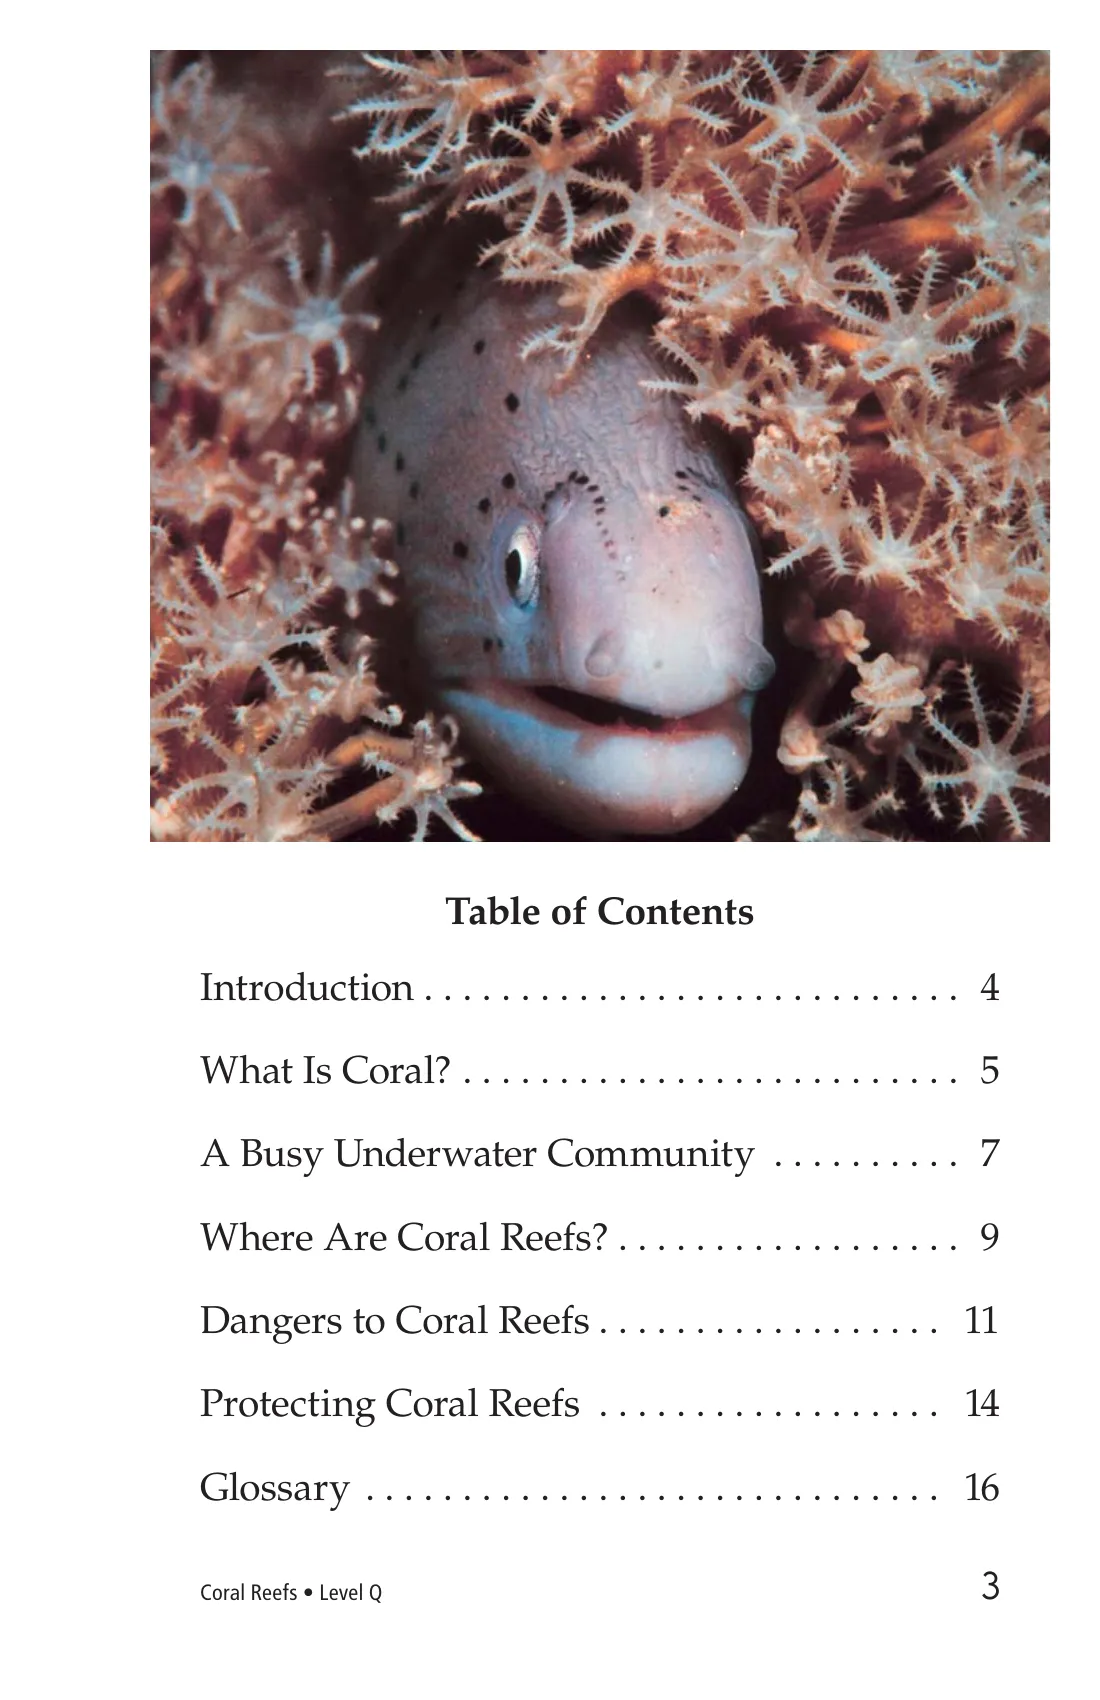 Table of Contents
Introduction . . . . . . . . . . . . . . . . . . . . . . . . . . . . 4
What Is Coral? . . . . . . . . . . . . . . . . . . . . . . . . . . 5
A Busy Underwater Community . . . . . . . . . . 7
Where Are Coral Reefs? . . . . . . . . . . . . . . . . . . 9
Dangers to Coral Reefs . . . . . . . . . . . . . . . . . . 11
Protecting Coral Reefs . . . . . . . . . . . . . . . . . . 14
Glossary . . . . . . . . . . . . . . . . . . . . . . . . . . . . . . 16
Coral Reefs • Level Q 3